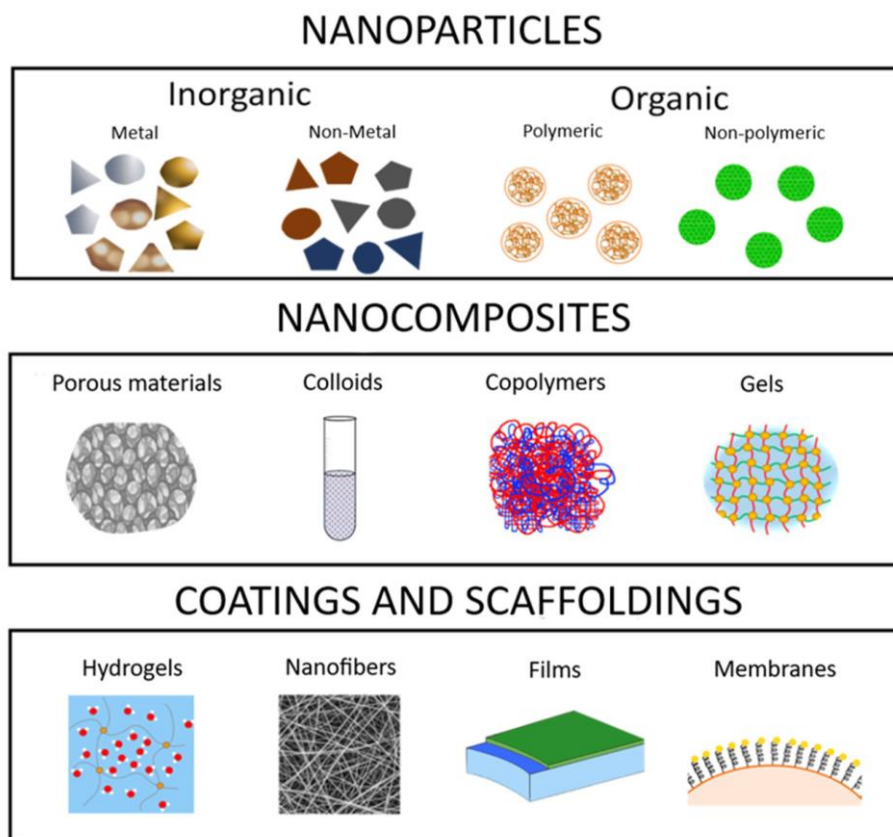 NANOPARTICLES
Inorganic
Organic
Metal
Non-Metal
Polymeric
Non-polymeric
NANOCOMPOSITES
Porous materials
Colloids
Copolymers
Gels
COATINGS AND SCAFFOLDINGS
Hydrogels
Nanofibers
Films
Membranes